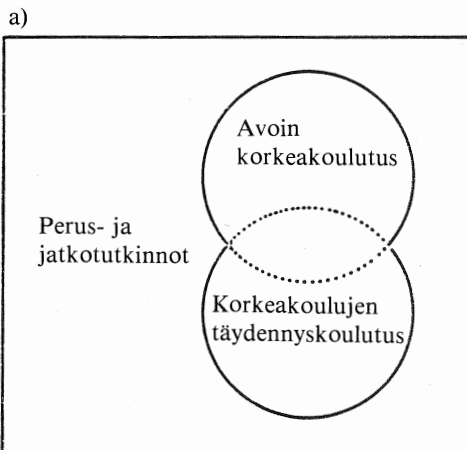 a)
Avoin
korkeakoulutus
Perus- ja
jatkotutkinnot
Korkeakoulujen
täydennyskoulutus